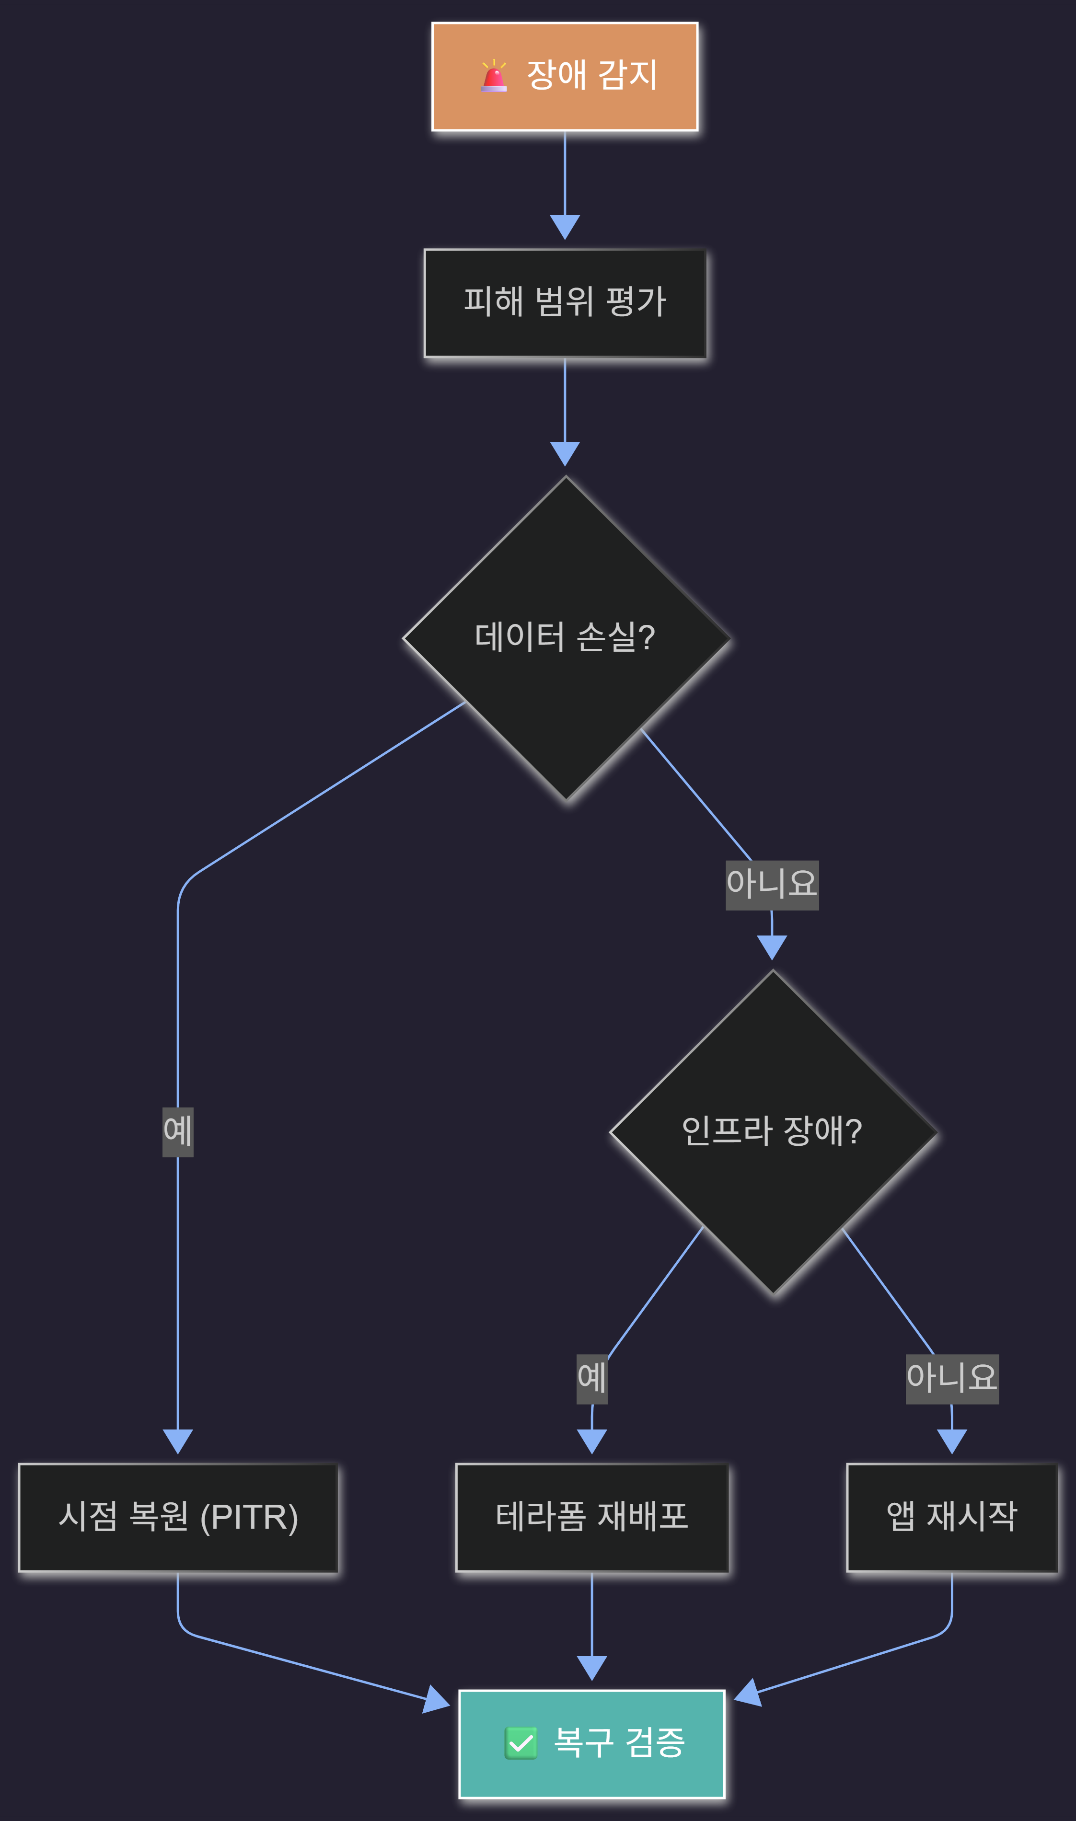 🚨 장애 감지
피해 범위 평가
데이터 손실?
아니요
예
인프라 장애?
예
아니요
시점 복원 (PITR)
테라폼 재배포
앱 재시작
✅ 복구 검증